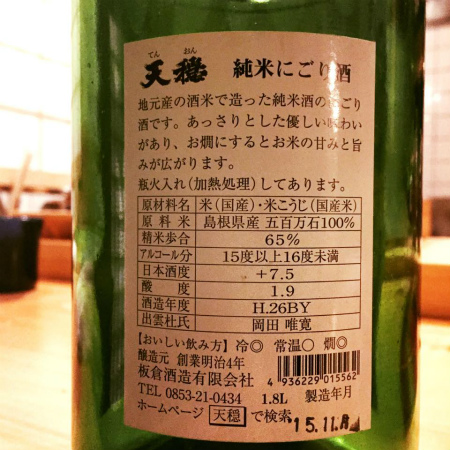 てん おん
天穏 純米にごり酒
地元産の酒米で造った純米酒のにごり
酒です。あっさりとした優しい味わい
があり、お燗にするとお米の甘みと旨
みが広がります。
瓶火入れ(加熱処理)してあります。
原材料名 米(国産)・米こうじ(国産米)
原料米 島根県産 五百万石100%
精米歩合 65%
アルコール分 15度以上16度未満
日本酒度 +7.5
酸度 1.9
酒造年度 H.26BY
出雲杜氏 岡田 唯寛
【おいしい飲み方】 冷◎ 常温○ 燗◎
醸造元 創業明治4年
板倉酒造有限会社
4 936229 015562
TEL 0853-21-0434 1.8L 製造年月
ホームページ 天穏 で検索 15.11.